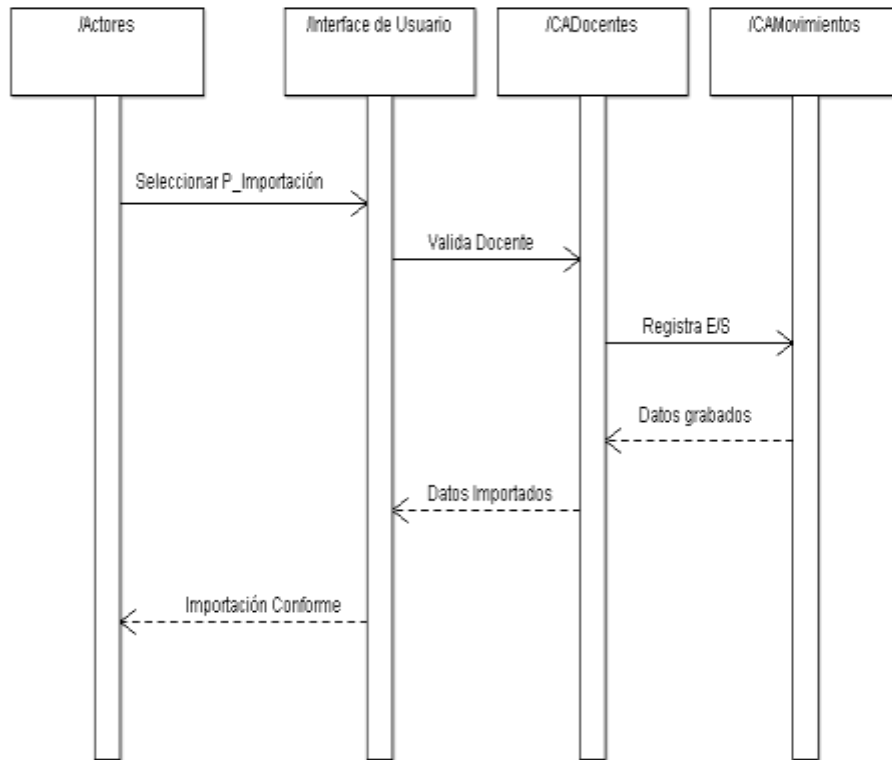 /Actores
/Interface de Usuario
/CADocentes
/CAMovimientos
Seleccionar P_Importación
Valida Docente
Registra E/S
Datos grabados
Datos Importados
Importación Conforme